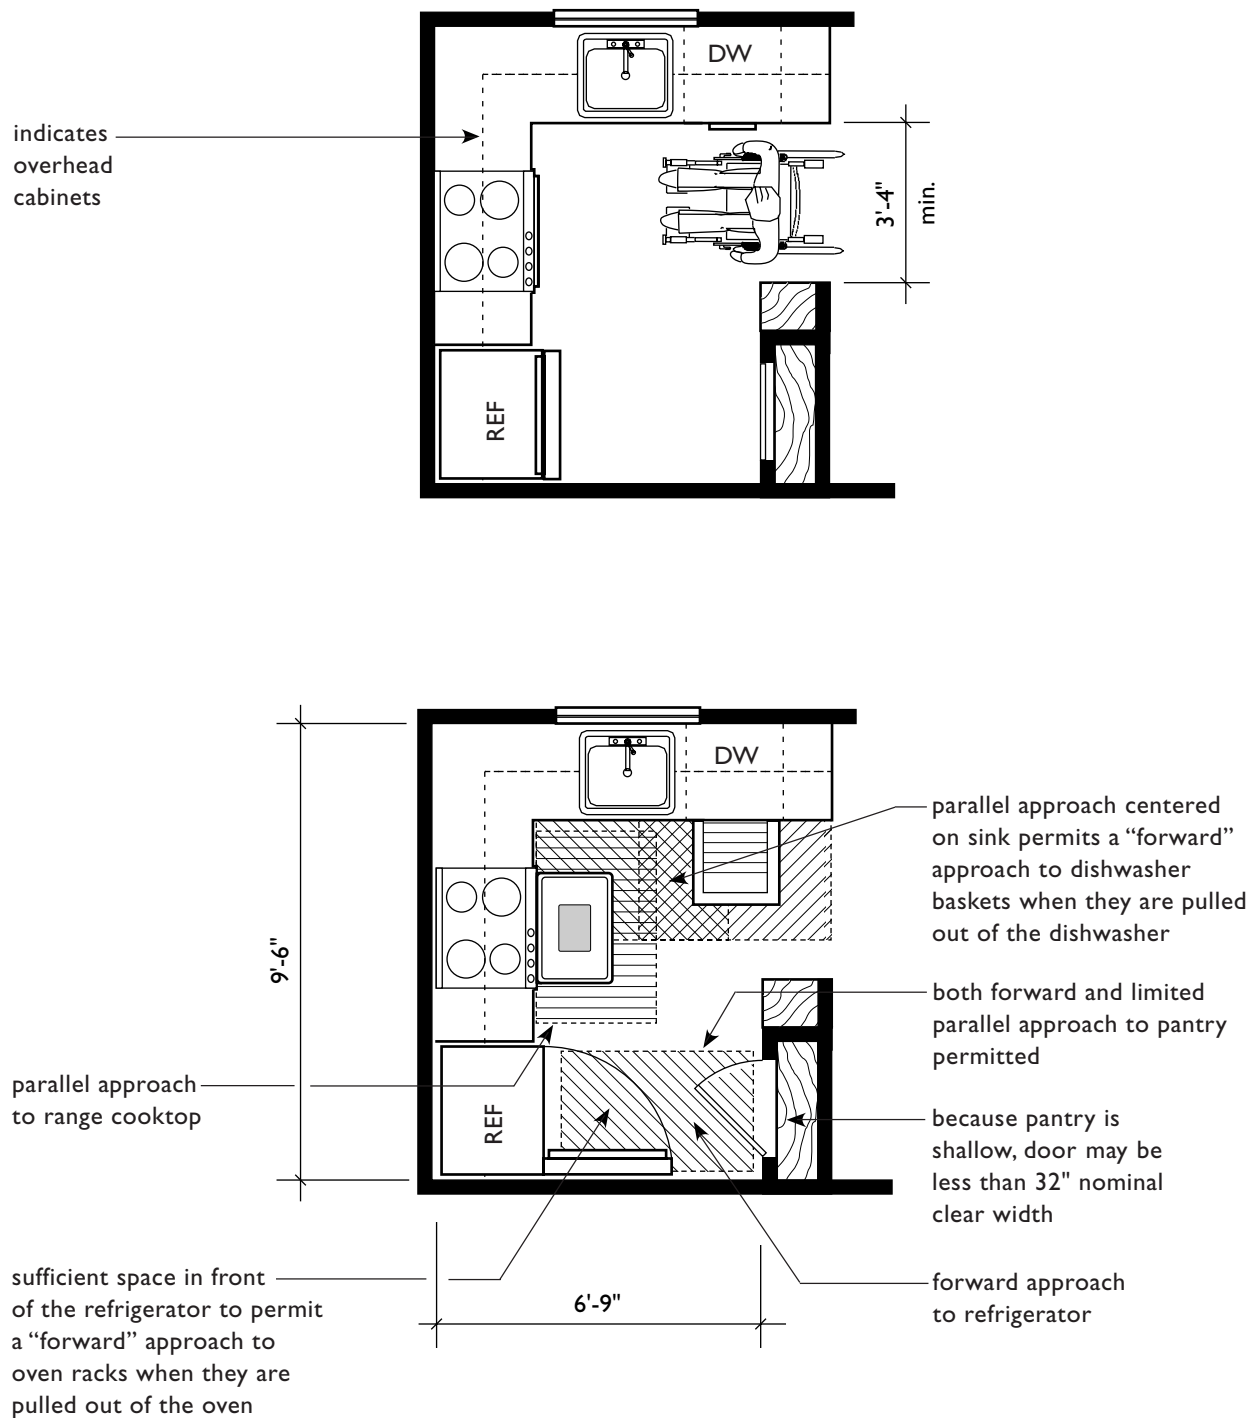 DW
indicates
overhead
cabinets
3'-4"
min.
REF
DW
parallel approach centered
on sink permits a “forward”
approach to dishwasher
baskets when they are pulled
out of the dishwasher
9'-6"
both forward and limited
parallel approach to pantry
permitted
parallel approach
to range cooktop
REF
because pantry is
shallow, door may be
less than 32" nominal
clear width
sufficient space in front
of the refrigerator to permit
a “forward” approach to
oven racks when they are
pulled out of the oven
6'-9"
forward approach
to refrigerator